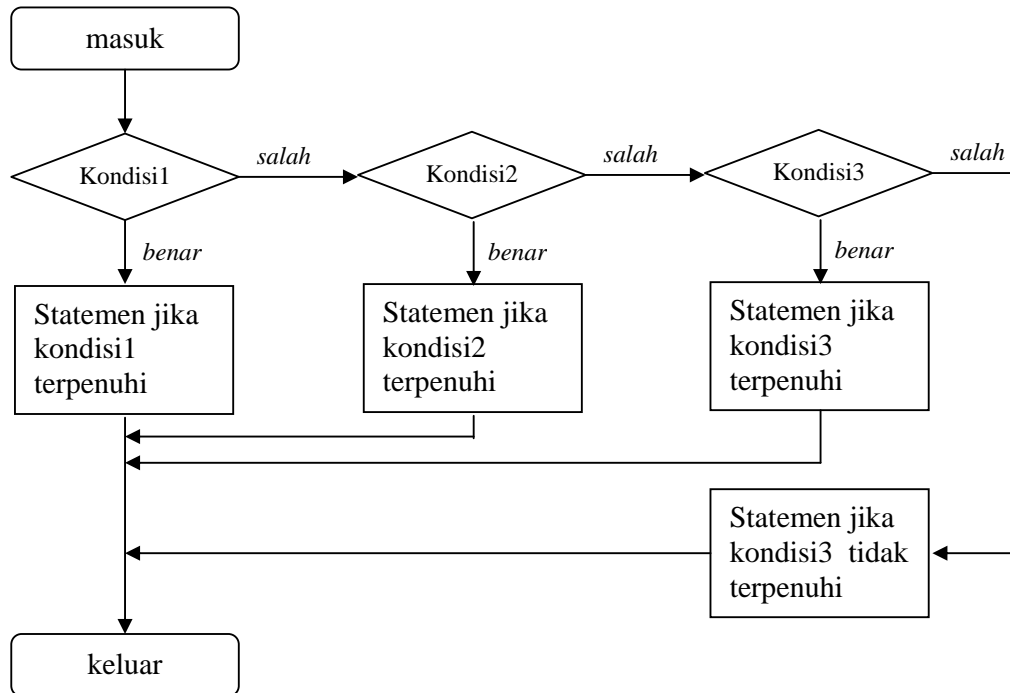 masuk
Kondisi1
salah
Kondisi2
salah
Kondisi3
salah
benar
benar
benar
Statemen jika
kondisi1
terpenuhi
Statemen jika
kondisi2
terpenuhi
Statemen jika
kondisi3
terpenuhi
Statemen jika
kondisi3 tidak
terpenuhi
keluar